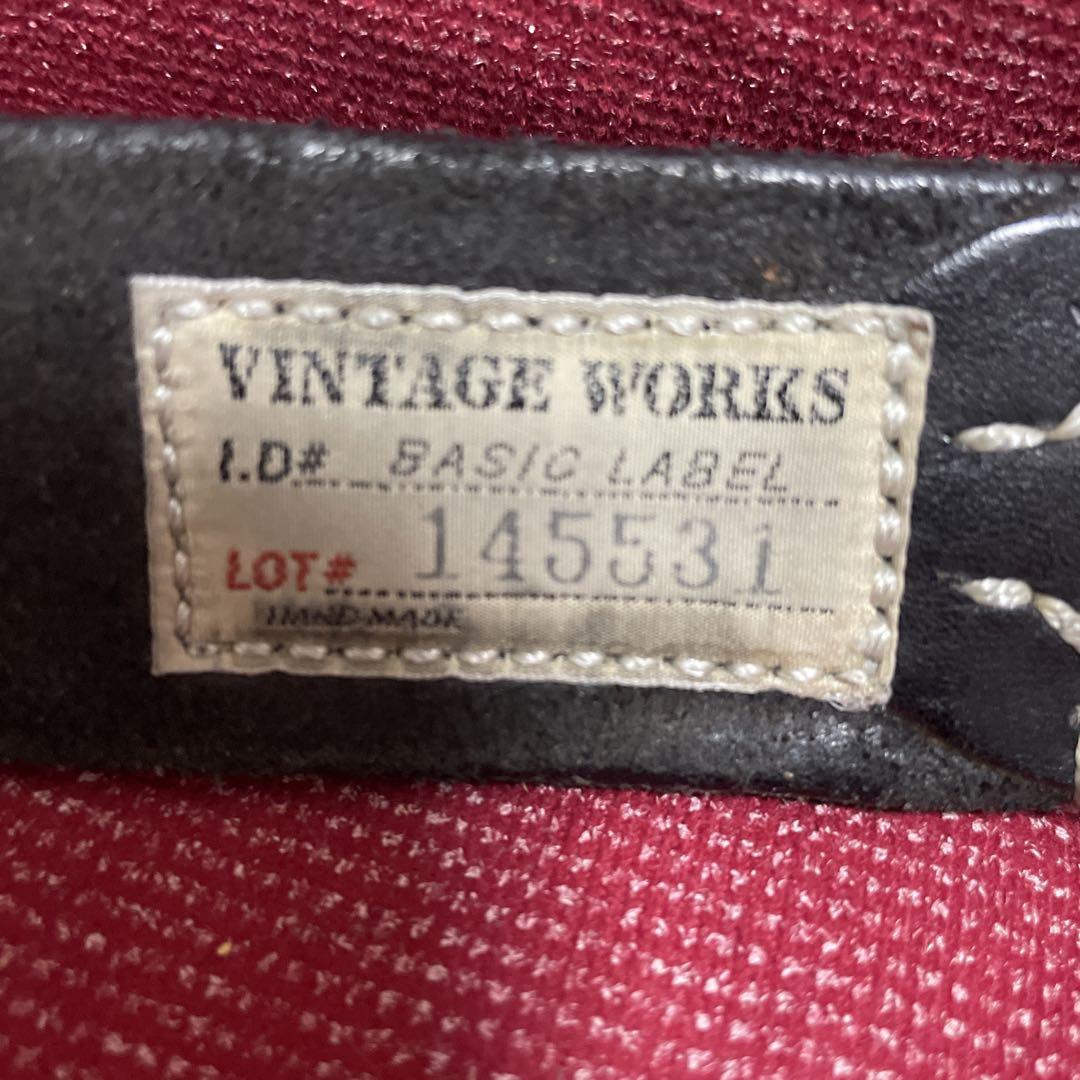 VINTAGE WORKS
I.D# BASIC LABEL
LOT# 145531
HAND MADE